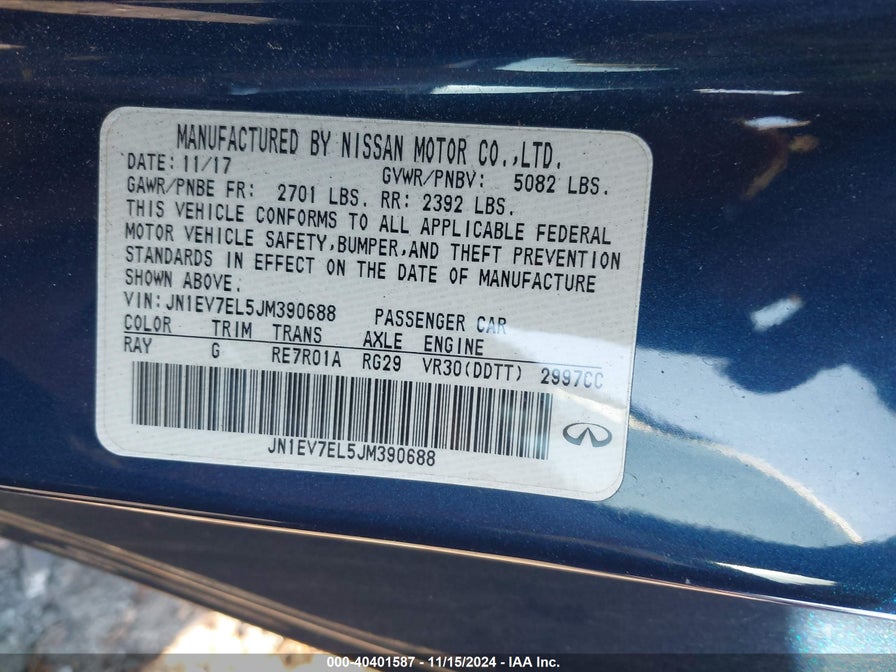 MANUFACTURED BY NISSAN MOTOR CO.,LTD.
DATE: 11/17 GVWR/PNBV: 5082 LBS.
GAWR/PNBE FR: 2701 LBS. RR: 2392 LBS.
THIS VEHICLE CONFORMS TO ALL APPLICABLE FEDERAL
MOTOR VEHICLE SAFETY,BUMPER,AND THEFT PREVENTION
STANDARDS IN EFFECT ON THE DATE OF MANUFACTURE
SHOWN ABOVE.
VIN:JN1EV7EL5JM390688 PASSENGER CAR
COLOR TRIM TRANS AXLE ENGINE
RAY G RE7R01A RG29 VR30(DDTT) 2997CC
JN1EV7EL5JM390688
000-40401587 - 11/15/2024 - IAA Inc.